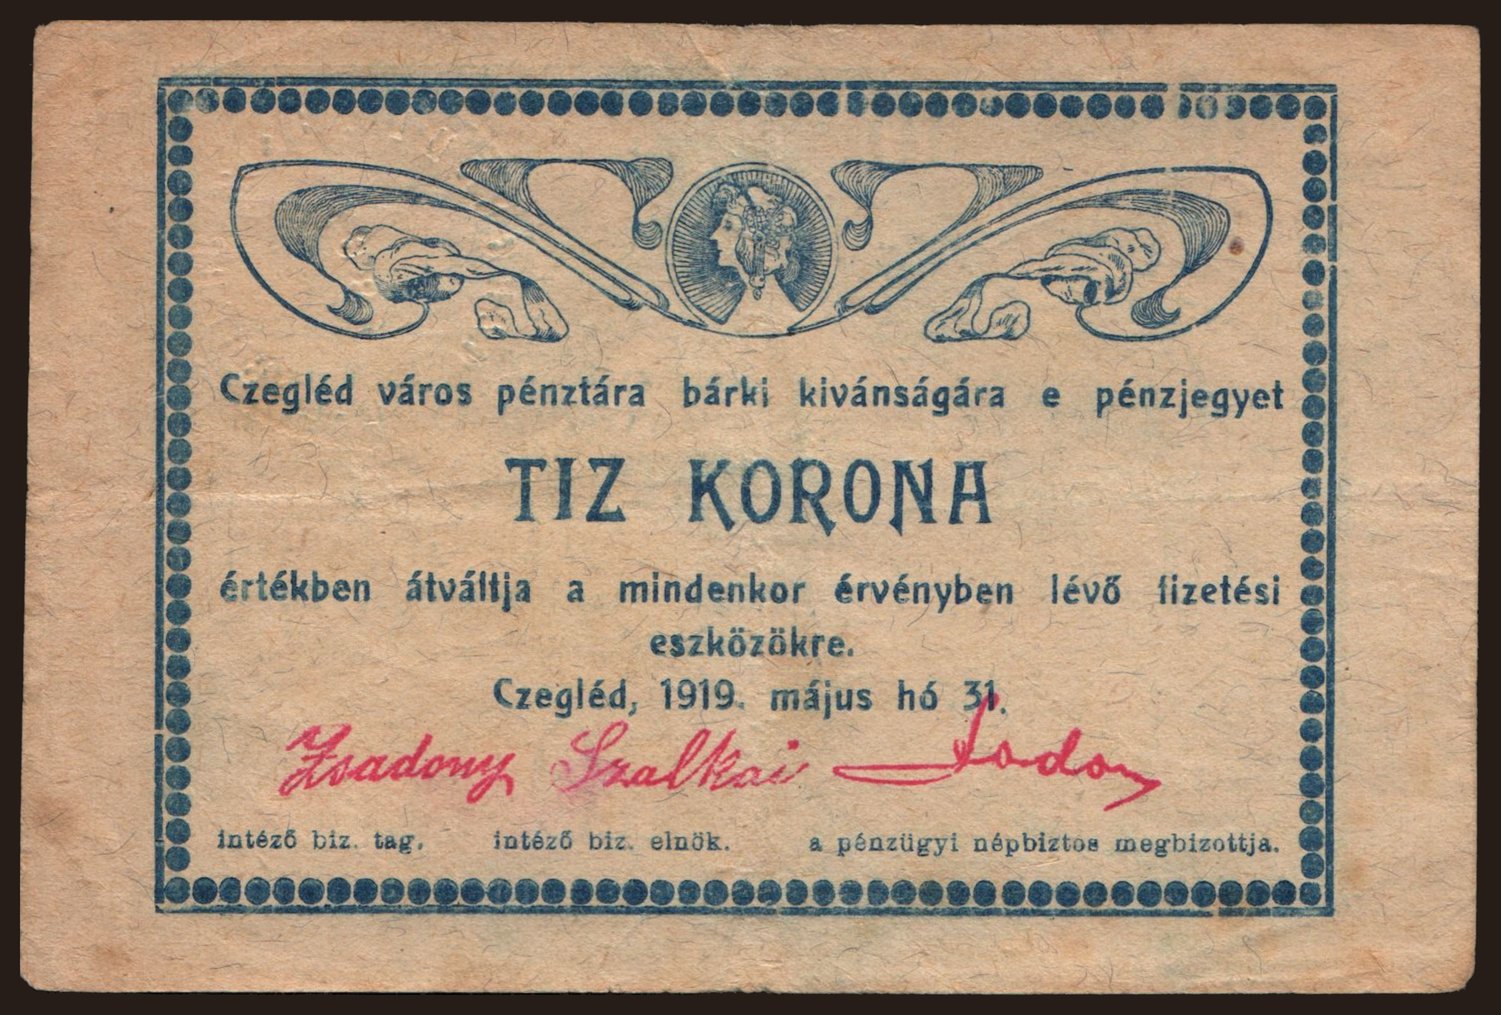 Czegléd város pénztára bárki kivánságára e pénzjegyet
TIZ KORONA
értékben átváltja a mindenkor érvényben lévő fizetési
eszközökre.
Czegléd, 1919. május hó 31.
Zsadony Szalkai
intéző biz. tag. intéző biz. elnök. a pénzügyi népbiztos megbizottja.